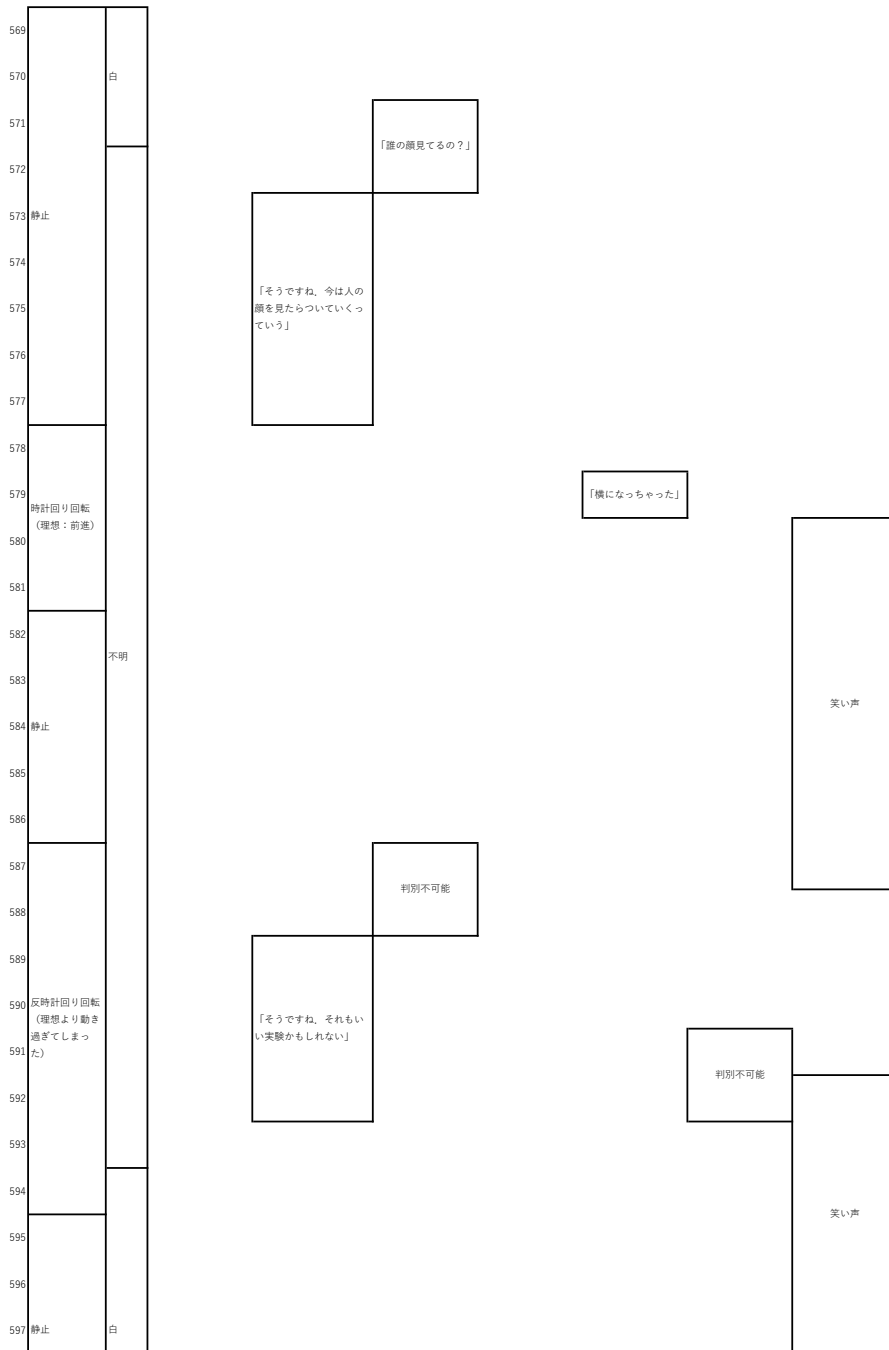 569
570 白
571
「誰の顔見てるの？」
572
573 静止
574
「そうですね，今は人の
顔を見たらついていくっ
ていう」
575
576
577
578
579 「横になっちゃった」
時計回り回転
（理想：前進）
580
581
582
不明
583
笑い声
584 静止
585
586
587
判別不可能
588
589
590
反時計回り回転
（理想より動き
過ぎてしまっ
た）
「そうですね，それもい
い実験かもしれない」
591
判別不可能
592
593
594
笑い声
595
596
597 静止 白